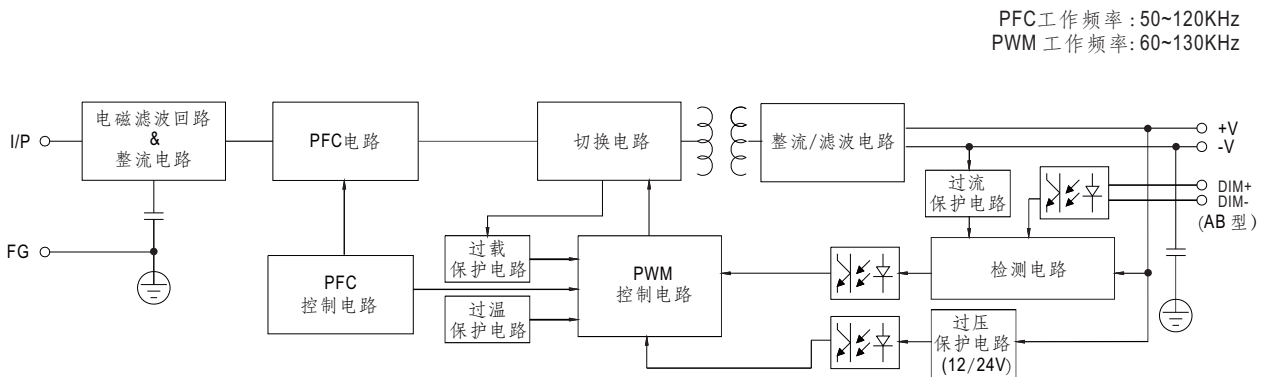 PFC工作频率:50~120KHz
PWM 工作频率:60~130KHz
I/P
电磁滤波回路
&
整流电路
PFC电路
切换电路
整流/滤波电路
+V
-V
过流
保护电路
DIM+
DIM-
(AB 型)
FG
过载
保护电路
PFC
控制电路
PWM
控制电路
检测电路
过温
保护电路
过压
保护电路
(12/24V)